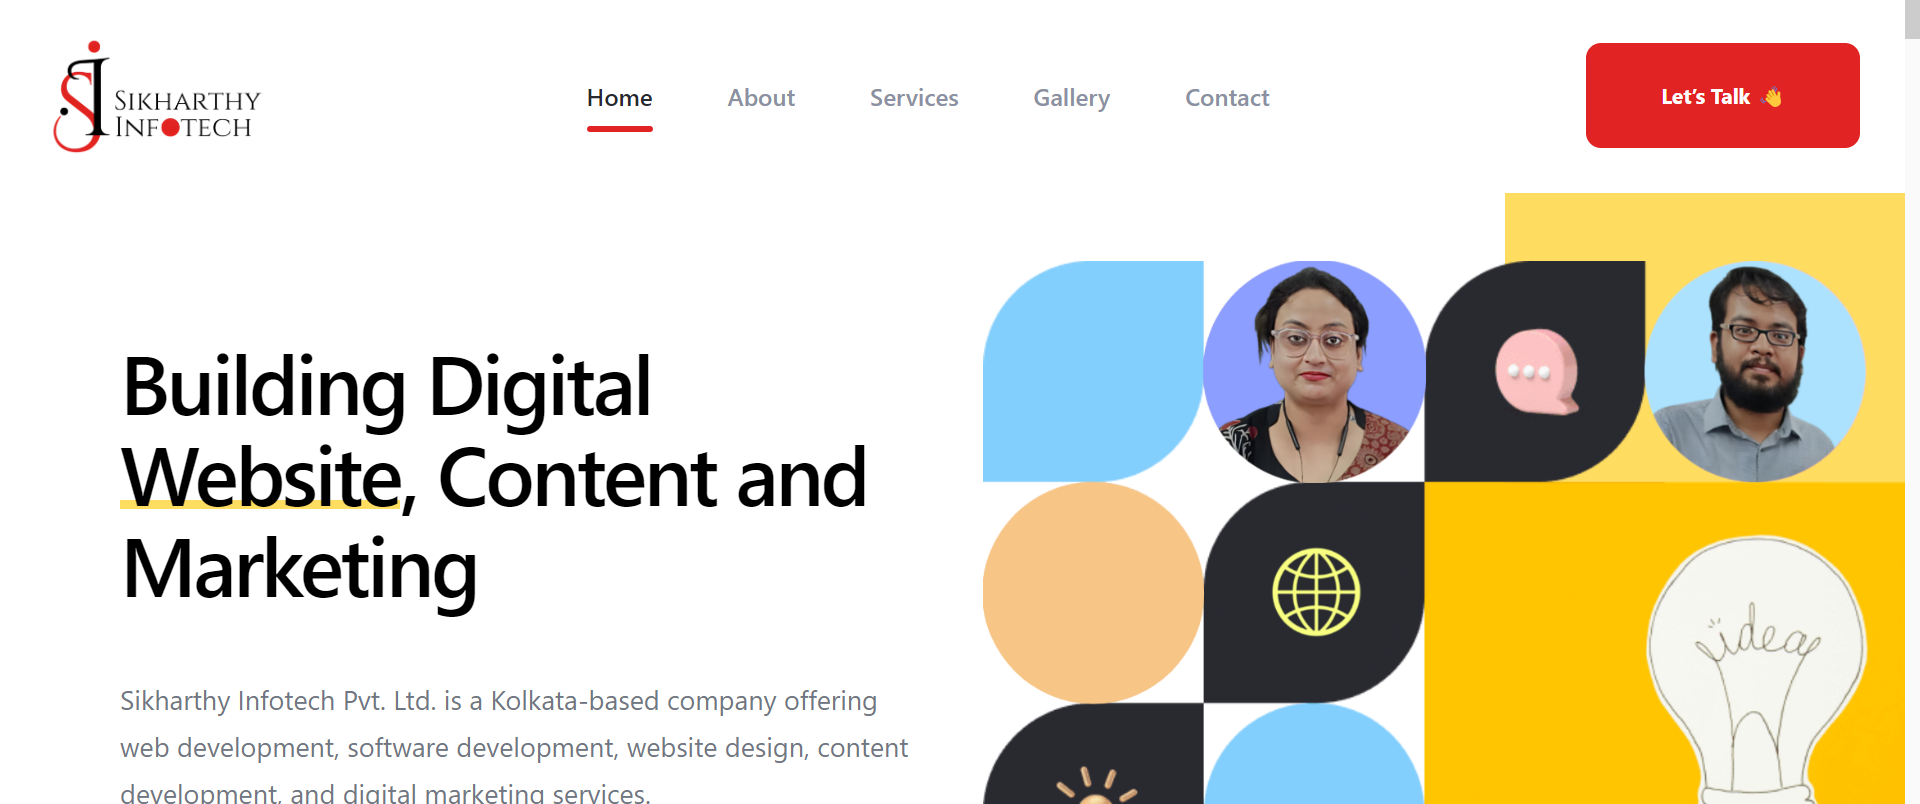 SIKHARTHY
INFOTECH
Home
About
Services
Gallery
Contact
Let's Talk 👋
Building Digital
Website, Content and
Marketing
Sikharthy Infotech Pvt. Ltd. is a Kolkata-based company offering
web development, software development, website design, content
development, and digital marketing services.
idea